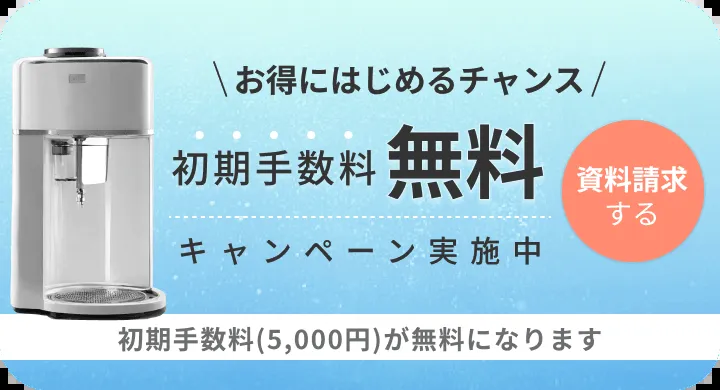 お得にはじめるチャンス
初期手数料 無料
キャンペーン実施中
資料請求
する
初期手数料(5,000円)が無料になります